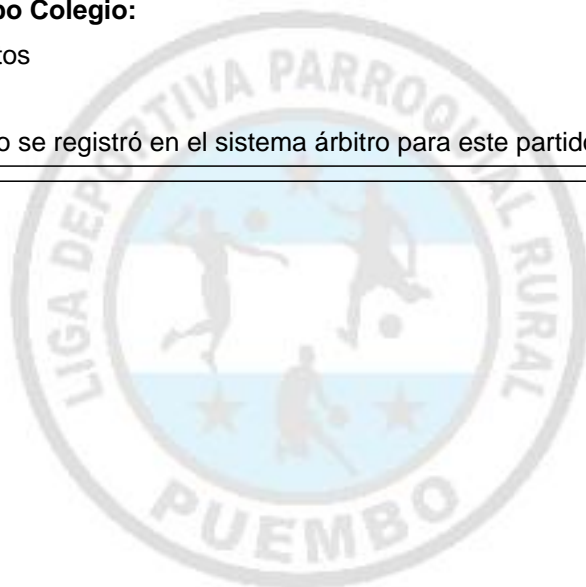 po Colegio:
tos
o se registró en el sistema árbitro para este partido
LIGA DEPORTIVA PARROQUIAL RURAL
PUEMBO